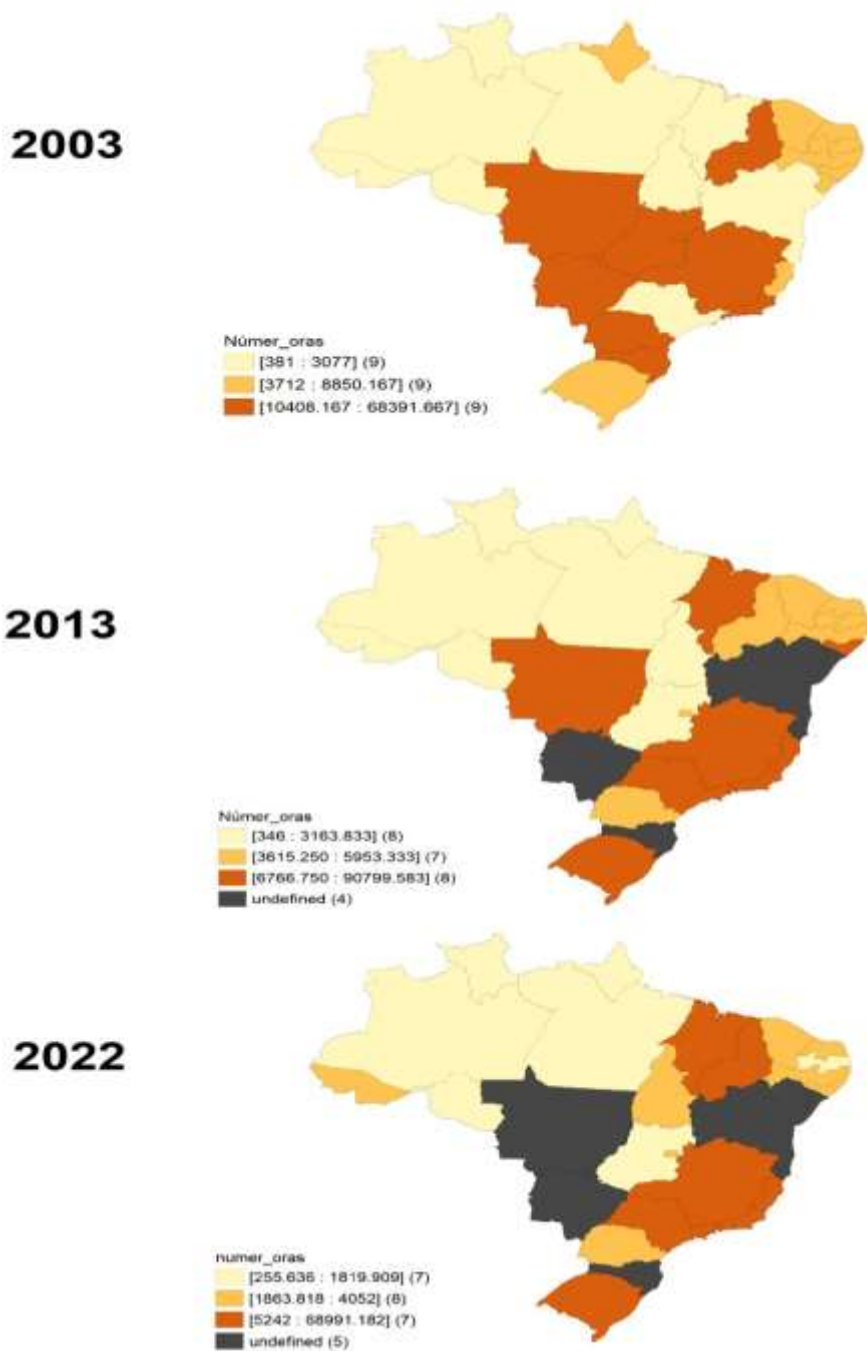 2003
Númer_oras
[381 : 3077] (9)
[3712 : 8850.167] (9)
[10408.167 : 68391.667] (9)
2013
Númer_oras
[346 : 3163.833] (8)
[3615.250 : 5953.333] (7)
[6766.750 : 90799.583] (8)
undefined (4)
2022
numer_oras
[255.636 : 1819.909] (7)
[1863.818 : 4052] (8)
[5242 : 68991.182] (7)
undefined (5)